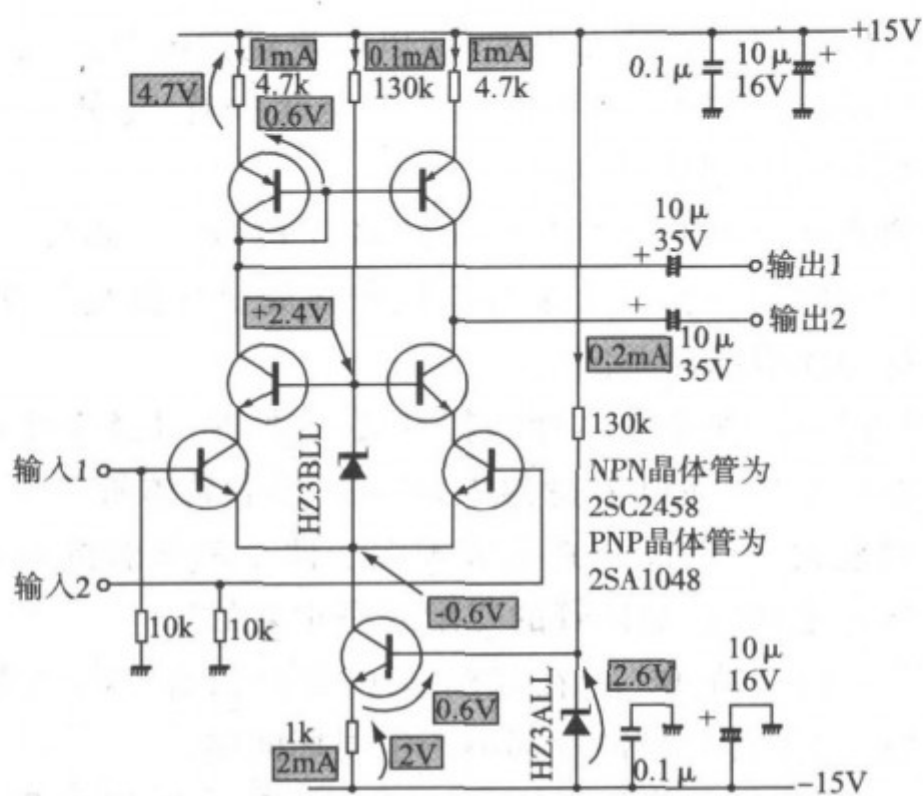 +15V
1mA
0.1mA
1mA
4.7V
4.7k
130k
4.7k
0.6V
0.1μ
10μ
16V
+
10μ
35V
+
输出1
+2.4V
+
输出2
10μ
35V
0.2mA
130k
输入1
HZ3BLL
NPN晶体管为
2SC2458
PNP晶体管为
2SA1048
输入2
-0.6V
10k
10k
2.6V
10μ
16V
0.6V
HZ3ALL
+
1k
2mA
2V
0.1μ
-15V